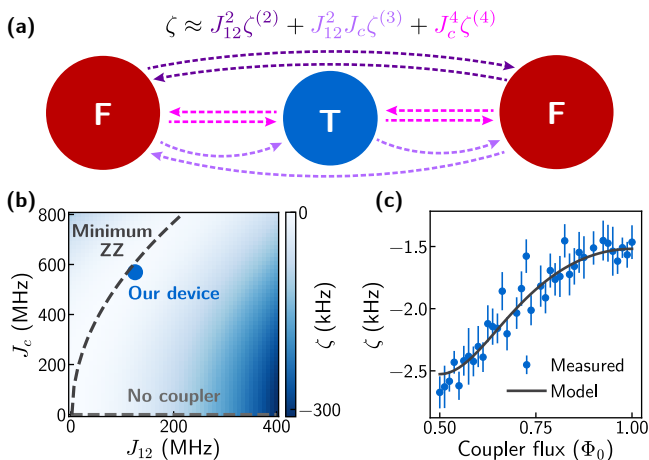 (a)
ζ ≈ J₁₂²ζ⁽²⁾ + J₁₂²J_cζ⁽³⁾ + J_c⁴ζ⁽⁴⁾
F
T
F
(b)
800
600
400
200
0
J_c (MHz)
Minimum
ZZ
Our device
No coupler
0
200
400
J₁₂ (MHz)
0
−300
ζ (kHz)
(c)
−1.5
−2.0
−2.5
ζ (kHz)
Measured
Model
0.50
0.75
1.00
Coupler flux (Φ₀)